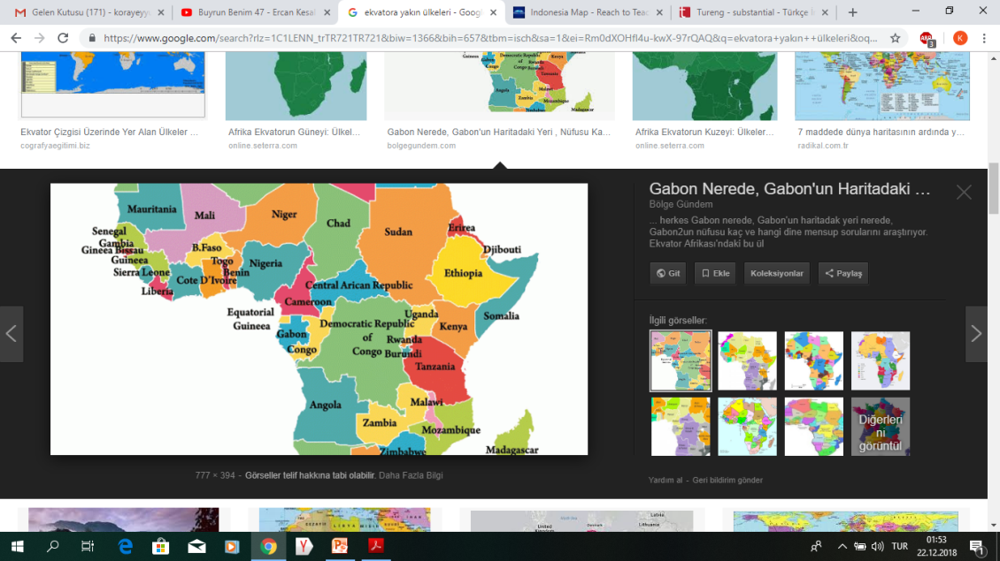 Gelen Kutusu (171) - korayeyyu
Buyrun Benim 47 - Ercan Kesal
ekvatora yakın ülkeleri - Goog
Indonesia Map - Reach to Teac
Tureng - substantial - Türkçe İ
https://www.google.com/search?rlz=1C1LENN_trTR721TR721&biw=1366&bih=657&tbm=isch&sa=1&ei=Rm0dXOHfI4u-kwX-97rQAQ&q=ekvatora+yakın++ülkeleri&oq...
ABP
3
K
Ekvator Çizgisi Üzerinde Yer Alan Ülkeler ...
cografyaegitimi.biz
Afrika Ekvatorun Güneyi: Ülkel...
online.seterra.com
Gabon Nerede, Gabon'un Haritadaki Yeri , Nüfusu Ka...
bolgegundem.com
Afrika Ekvatorun Kuzeyi: Ülkeler...
online.seterra.com
7 maddede dünya haritasının ardında y...
radikal.com.tr
Mauritania
Mali
Niger
Chad
Sudan
Erirea
Djibouti
Senegal
Gambia
Gineea Bissau
Guineea
B.Faso
Togo
Benin
Nigeria
Sierra Leone
Liberia
Cote D'Ivoire
Ethiopia
Central Arican Republic
Cameroon
Equatorial
Guineea
Gabon
Congo
Democratic Republic
of
Congo
Uganda
Rwanda
Burundi
Kenya
Somalia
Tanzania
Angola
Zambia
Malawi
Mozambique
Zimbabwe
Madagascar
777 × 394 - Görseller telif hakkına tabi olabilir. Daha Fazla Bilgi
Gabon Nerede, Gabon'un Haritadaki ...
Bölge Gündem
... herkes Gabon nerede, Gabon'un haritadak yeri nerede,
Gabon2un nüfusu kaç ve hangi dine mensup sorularını araştırıyor.
Ekvator Afrikası'ndaki bu ül
Git
Ekle
Koleksiyonlar
Paylaş
İlgili görseller:
Diğerleri
ni
görüntül
Yardım al - Geri bildirim gönder
TUR
01:53
22.12.2018
1